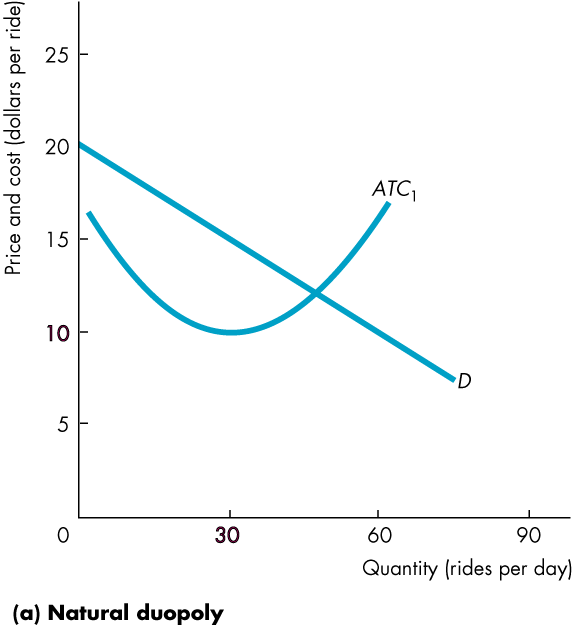 Price and cost (dollars per ride)
25
20
15
10
5
0
30
60
90
ATC1
D
Quantity (rides per day)
(a) Natural duopoly